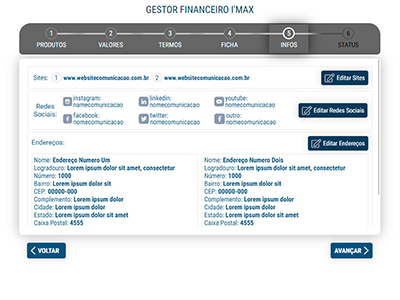 GESTOR FINANCEIRO I'MAX
1 2 3 4 5 6
PRODUTOS VALORES TERMOS FICHA INFOS STATUS
Sites: 1 www.websitecomunicacao.com.br 2 www.websitecomunicacao.com.br Editar Sites
Redes Sociais:
instagram: nomecomunicacao
linkedin: nomecomunicacao
youtube: nomecomunicacao
facebook: nomecomunicacao
twitter: nomecomunicacao
outro: nomecomunicacao
Editar Redes Sociais
Endereços: Editar Endereços
Nome: Endereço Numero Um
Logradouro: Lorem ipsum dolor sit amet, consectetur
Número: 1000
Bairro: Lorem ipsum dolor sit
CEP: 00000-000
Complemento: Lorem ipsum dolor
Cidade: Lorem ipsum dolor
Estado: Lorem ipsum dolor sit amet
Caixa Postal: 4555
Nome: Endereço Numero Dois
Logradouro: Lorem ipsum dolor sit amet, consectetur
Número: 1000
Bairro: Lorem ipsum dolor sit
CEP: 00000-000
Complemento: Lorem ipsum dolor
Cidade: Lorem ipsum dolor
Estado: Lorem ipsum dolor sit amet
Caixa Postal: 4555
VOLTAR AVANÇAR